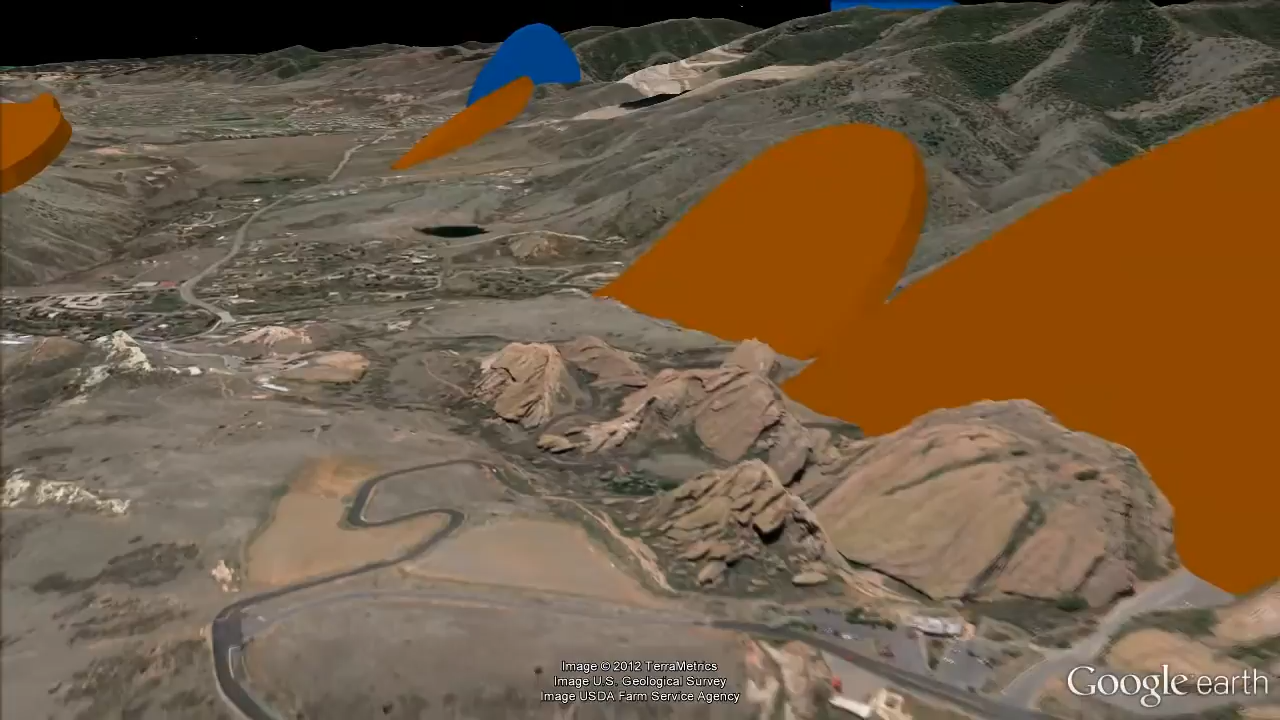 Image © 2012 TerraMetrics
Image U.S. Geological Survey
Image USDA Farm Service Agency
Google earth